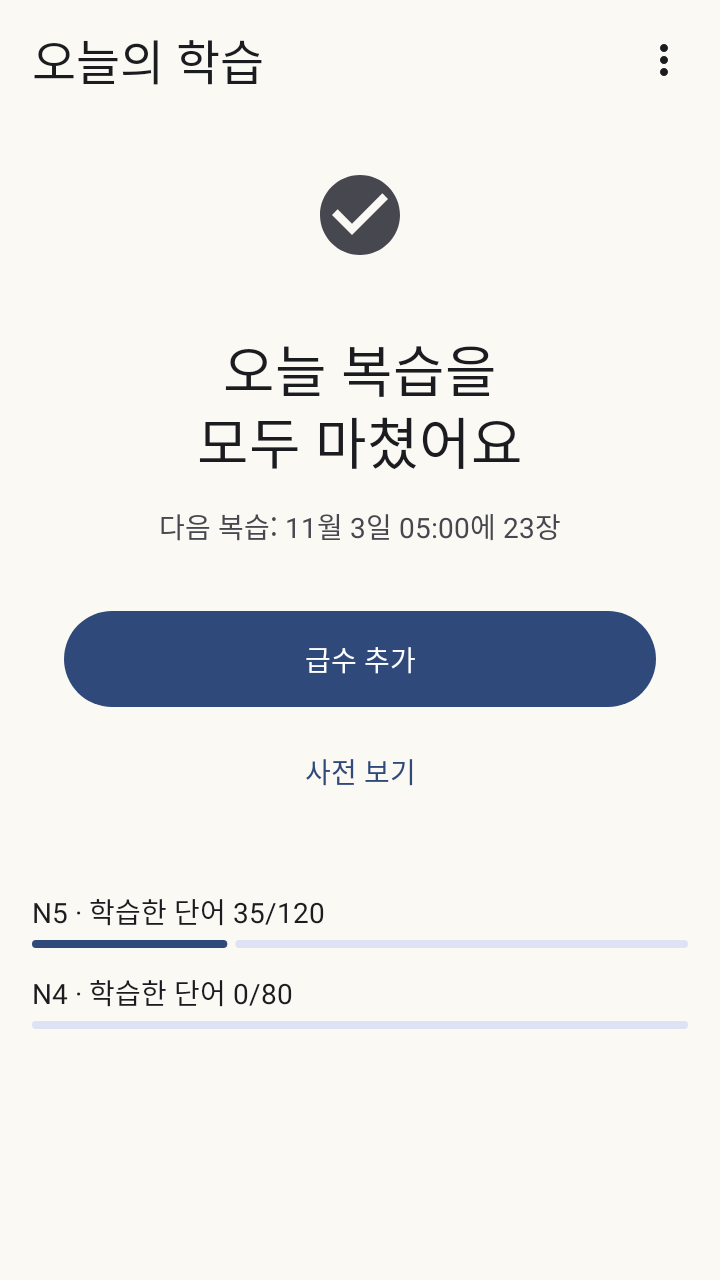 오늘의 학습
오늘 복습을
모두 마쳤어요
다음 복습: 11월 3일 05:00에 23장
급수 추가
사전 보기
N5 · 학습한 단어 35/120
N4 · 학습한 단어 0/80